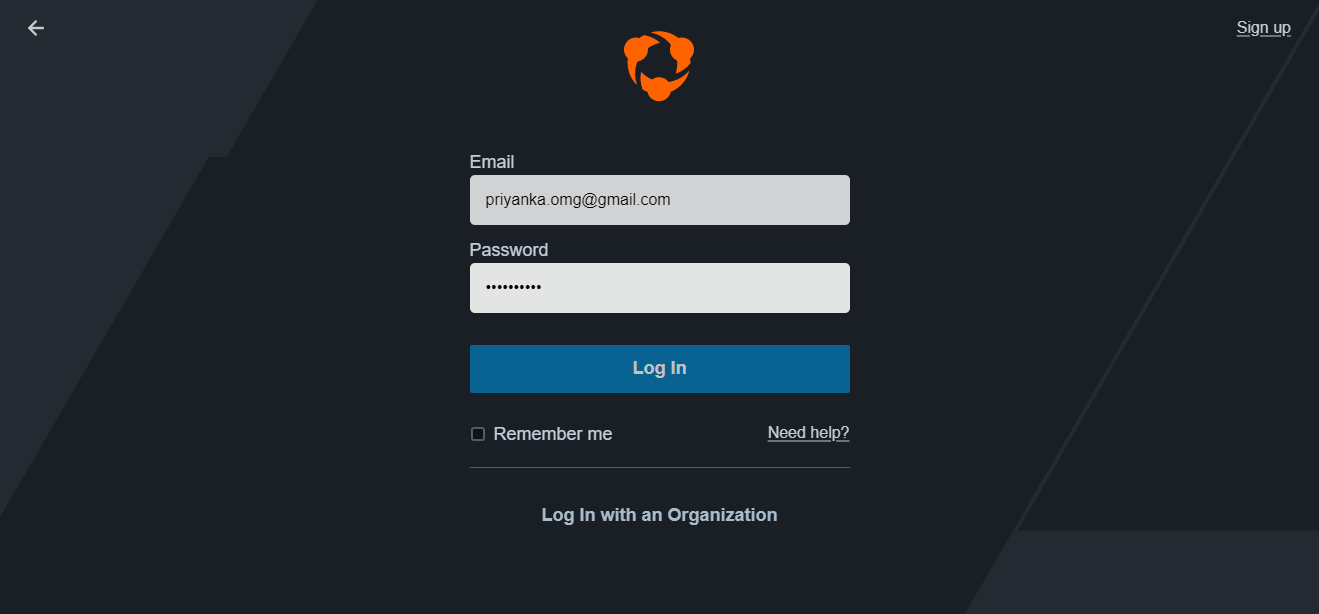 Sign up
Email
priyanka.omg@gmail.com
Password
••••••••••
Log In
Remember me
Need help?
Log In with an Organization